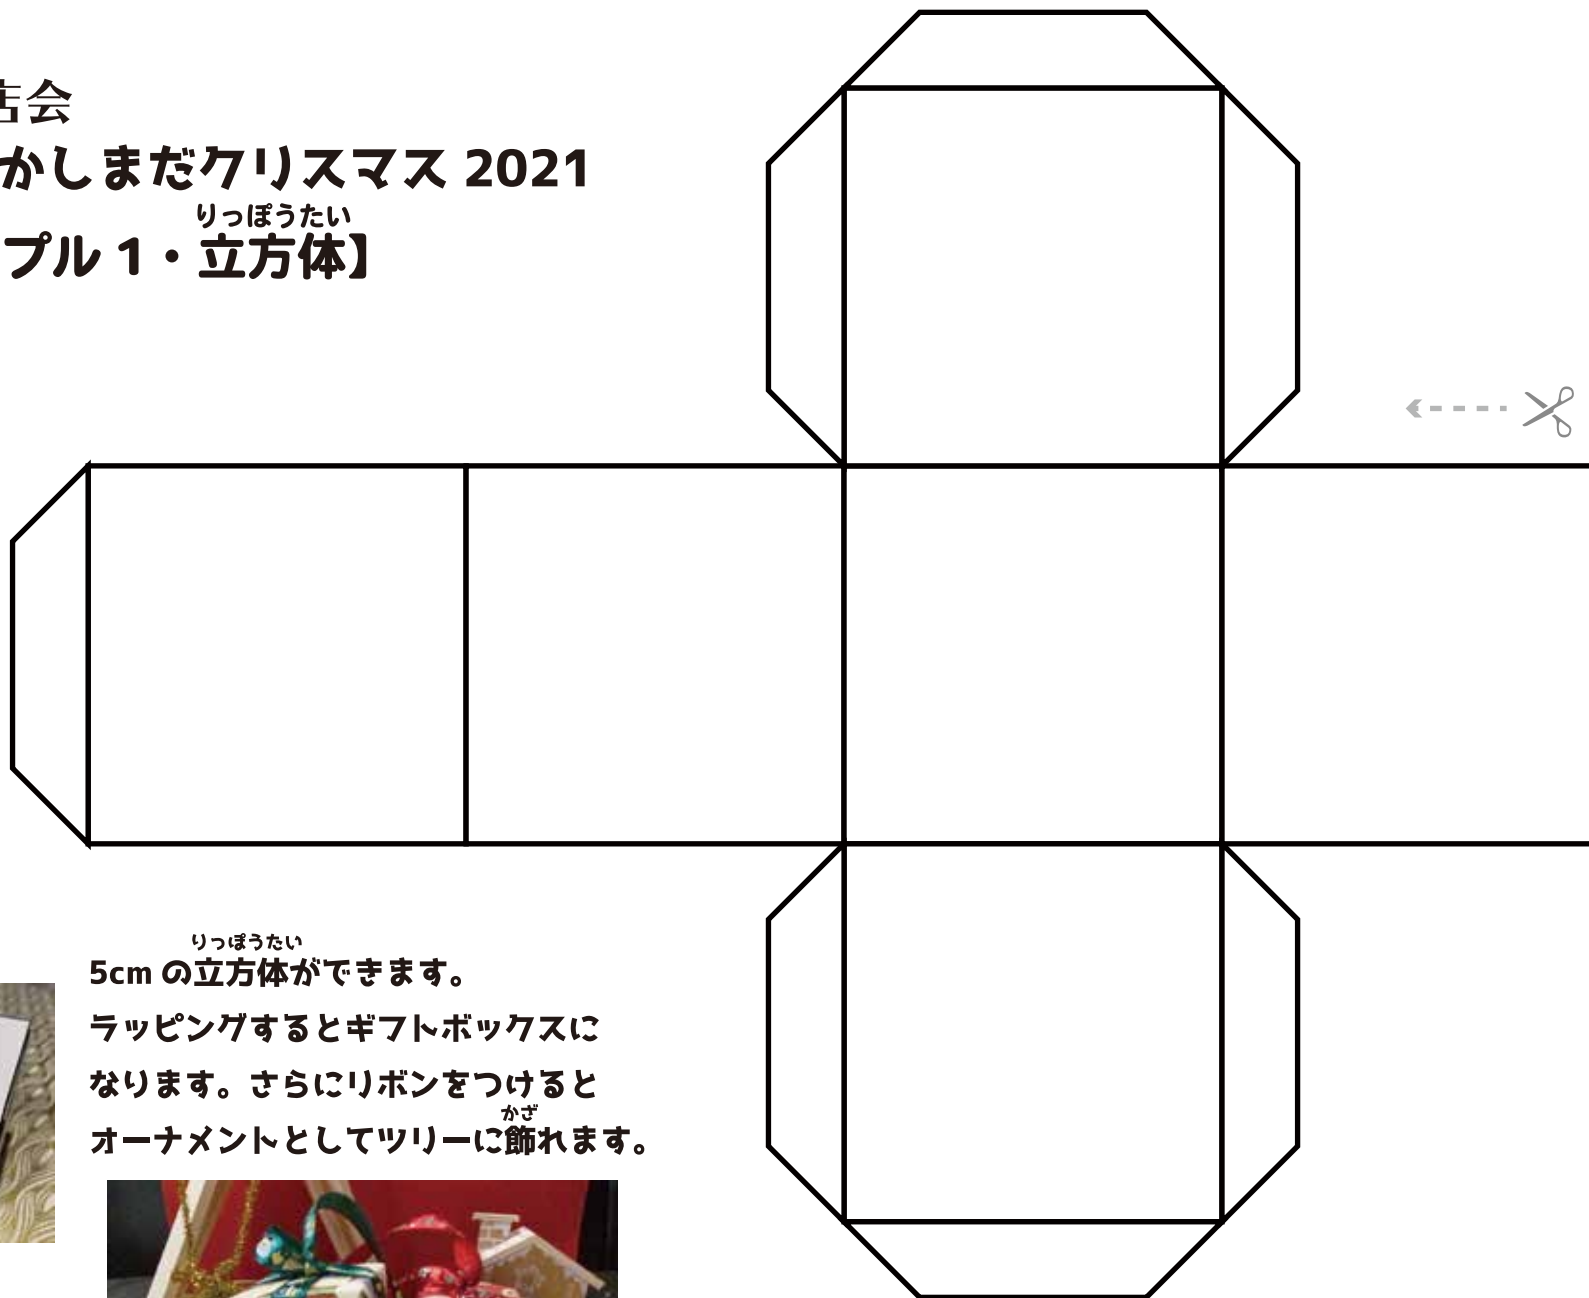 店会
かしまだクリスマス 2021
りっぽうたい
プル 1・立方体】
りっぽうたい
5cm の立方体ができます。
ラッピングするとギフトボックスに
なります。さらにリボンをつけると
かざ
オーナメントとしてツリーに飾れます。